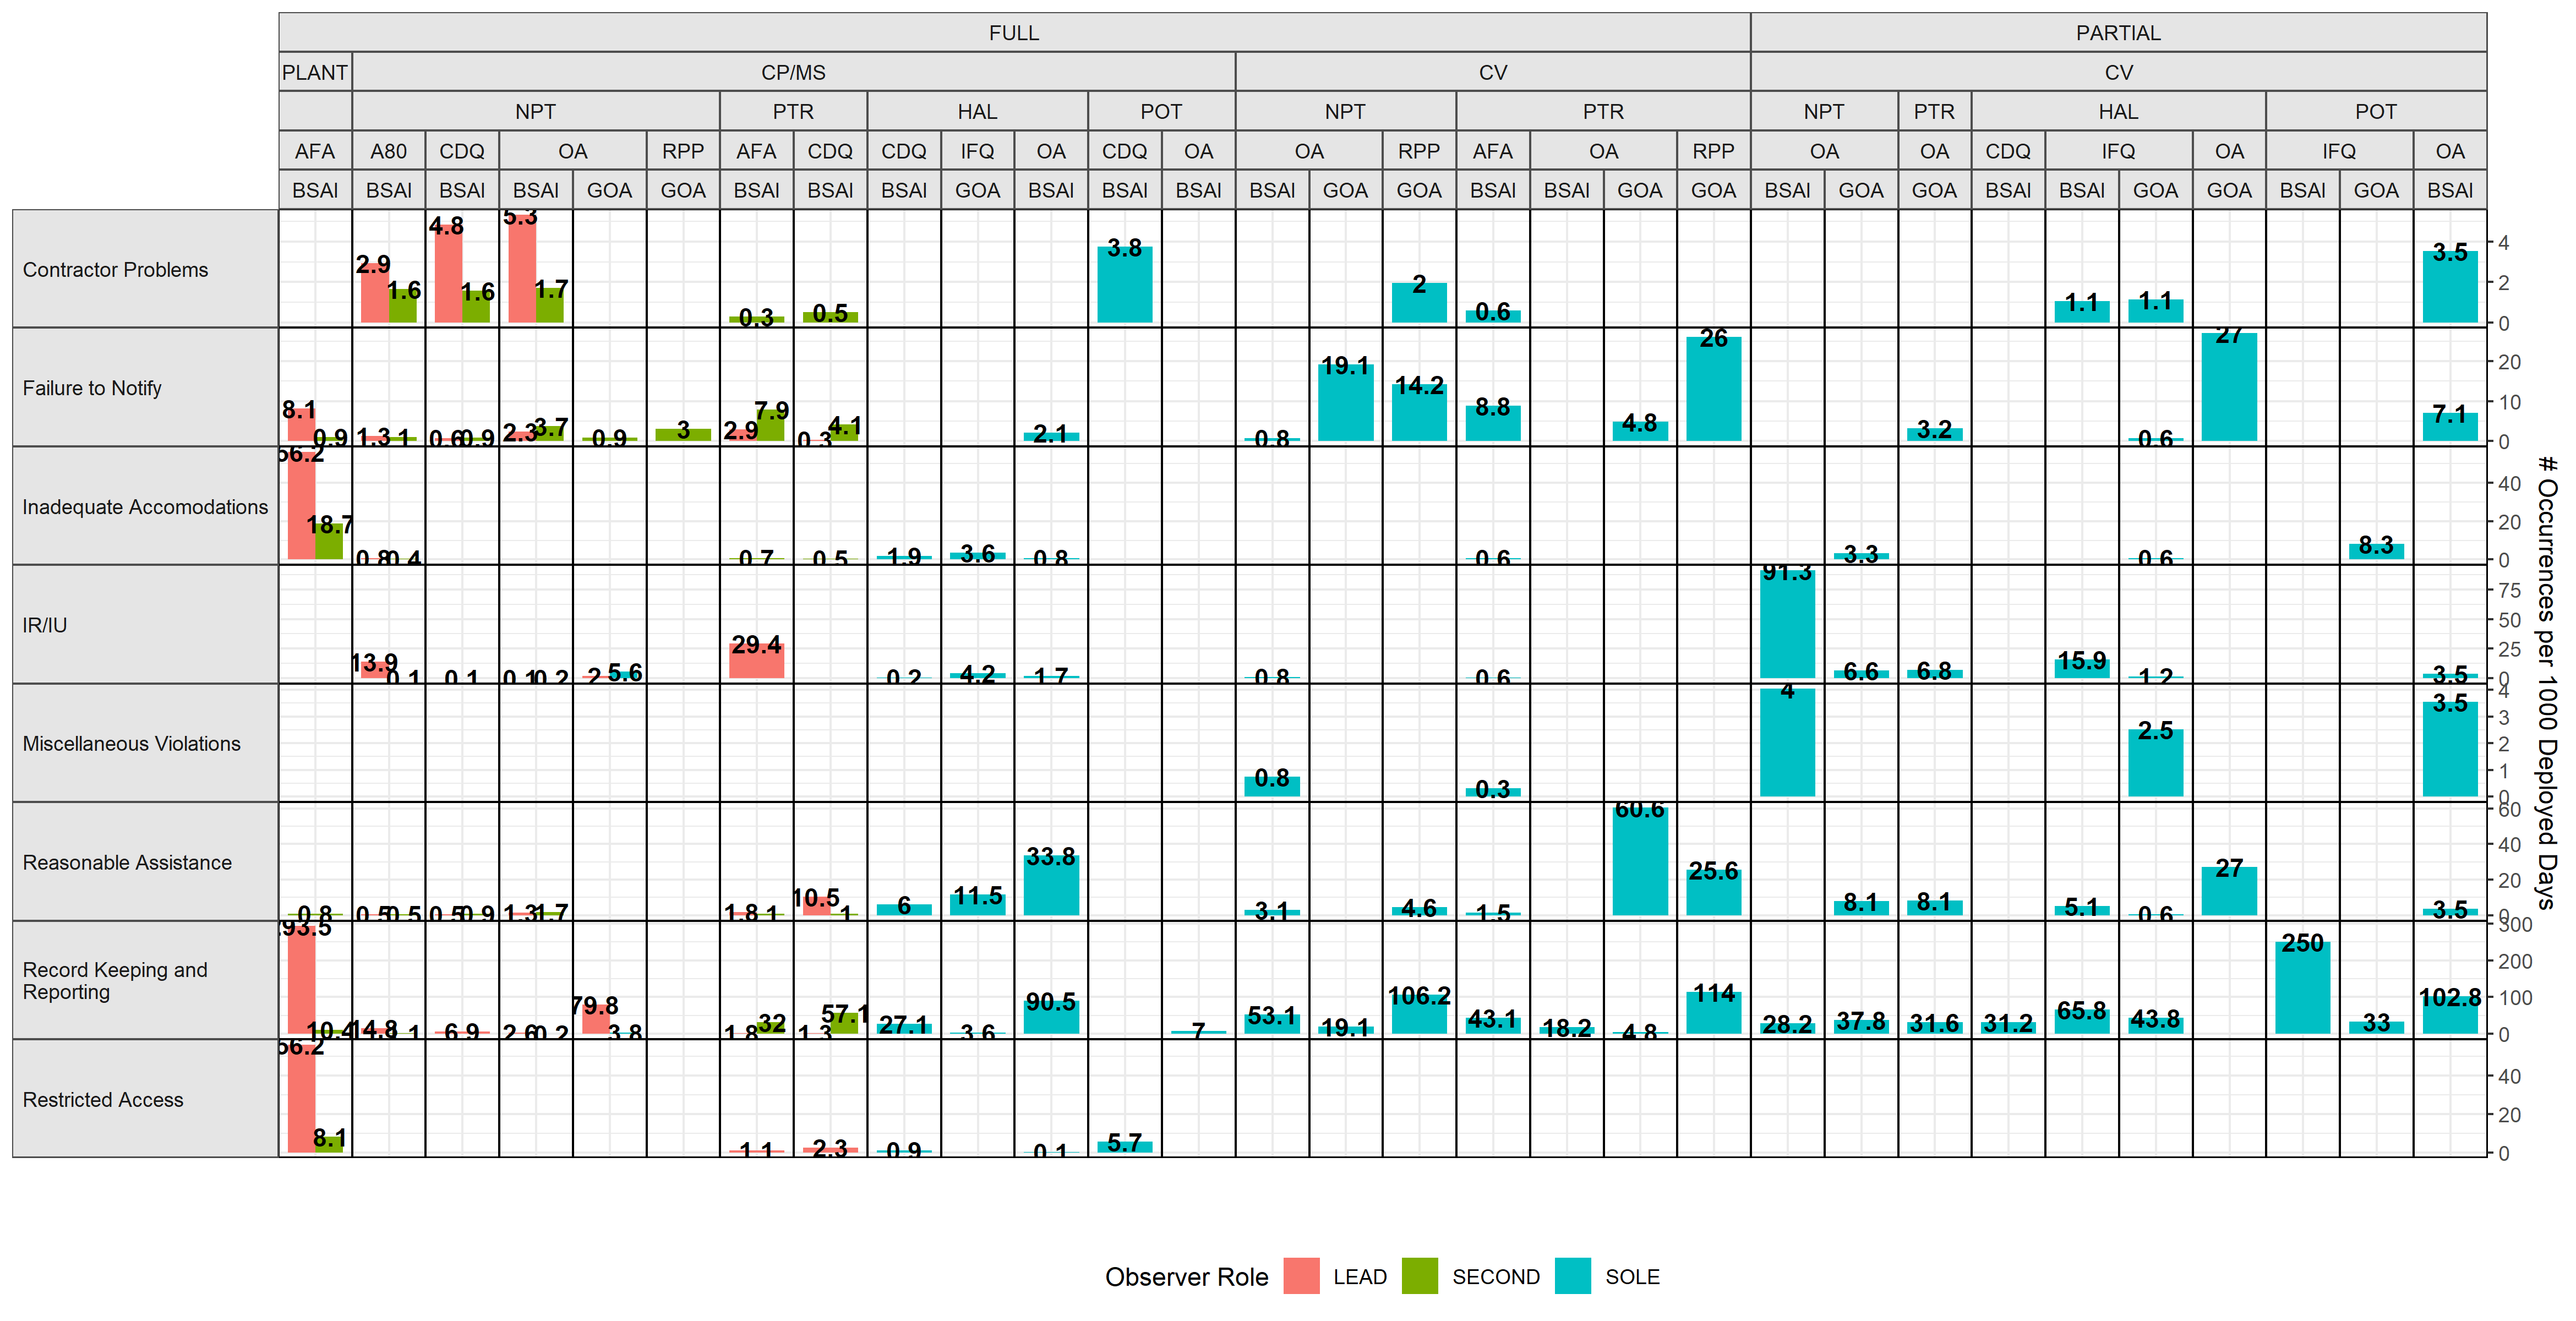 FULL PARTIAL
PLANT CP/MS CV CV
NPT PTR HAL POT NPT PTR NPT PTR HAL POT
AFA A80 CDQ OA RPP AFA CDQ CDQ IFQ OA CDQ OA OA RPP AFA OA RPP OA OA CDQ IFQ OA IFQ OA
BSAI BSAI BSAI BSAI GOA GOA BSAI BSAI BSAI GOA BSAI BSAI BSAI BSAI GOA GOA BSAI BSAI GOA GOA BSAI GOA GOA BSAI BSAI GOA GOA BSAI GOA BSAI
Contractor Problems
2.9 1.6 4.8 1.6 5.3 1.7 0.3 0.5 3.8 2 0.6 1.1 1.1 3.5
4
2
0
Failure to Notify
8.1 0.9 1.3 1 0.6 0.9 2.3 3.7 0.9 3 2.9 7.9 0.3 4.1 2.1 0.8 19.1 14.2 8.8 4.8 26 3.2 0.6 27 7.1
20
10
0
Inadequate Accomodations
56.2 18.7 0.8 0.4 0.7 0.5 1.9 3.6 0.8 0.6 3.3 0.6 8.3
40
20
0
IR/IU
13.9 0.1 0.1 0.1 0.2 2 5.6 29.4 0.2 4.2 1.7 0.8 0.6 91.3 6.6 6.8 15.9 1.2 3.5
75
50
25
0
Miscellaneous Violations
0.8 0.3 4 2.5 3.5
4
3
2
1
0
Reasonable Assistance
0.8 0.5 0.5 0.5 0.9 1.3 1.7 1.8 1 10.5 1 6 11.5 33.8 3.1 4.6 1.5 60.6 25.6 8.1 8.1 5.1 0.6 27 3.5
60
40
20
0
Record Keeping and
Reporting
10.4 14.8 1.1 6.9 2.6 0.2 79.8 3.8 1.8 32 1.3 57.1 27.1 3.6 90.5 7 53.1 19.1 106.2 43.1 18.2 4.8 114 28.2 37.8 31.6 31.2 65.8 43.8 250 33 102.8
300
200
100
0
Restricted Access
56.2 8.1 1.1 2.3 0.9 0.1 5.7
40
20
0
# Occurrences per 1000 Deployed Days
Observer Role LEAD SECOND SOLE